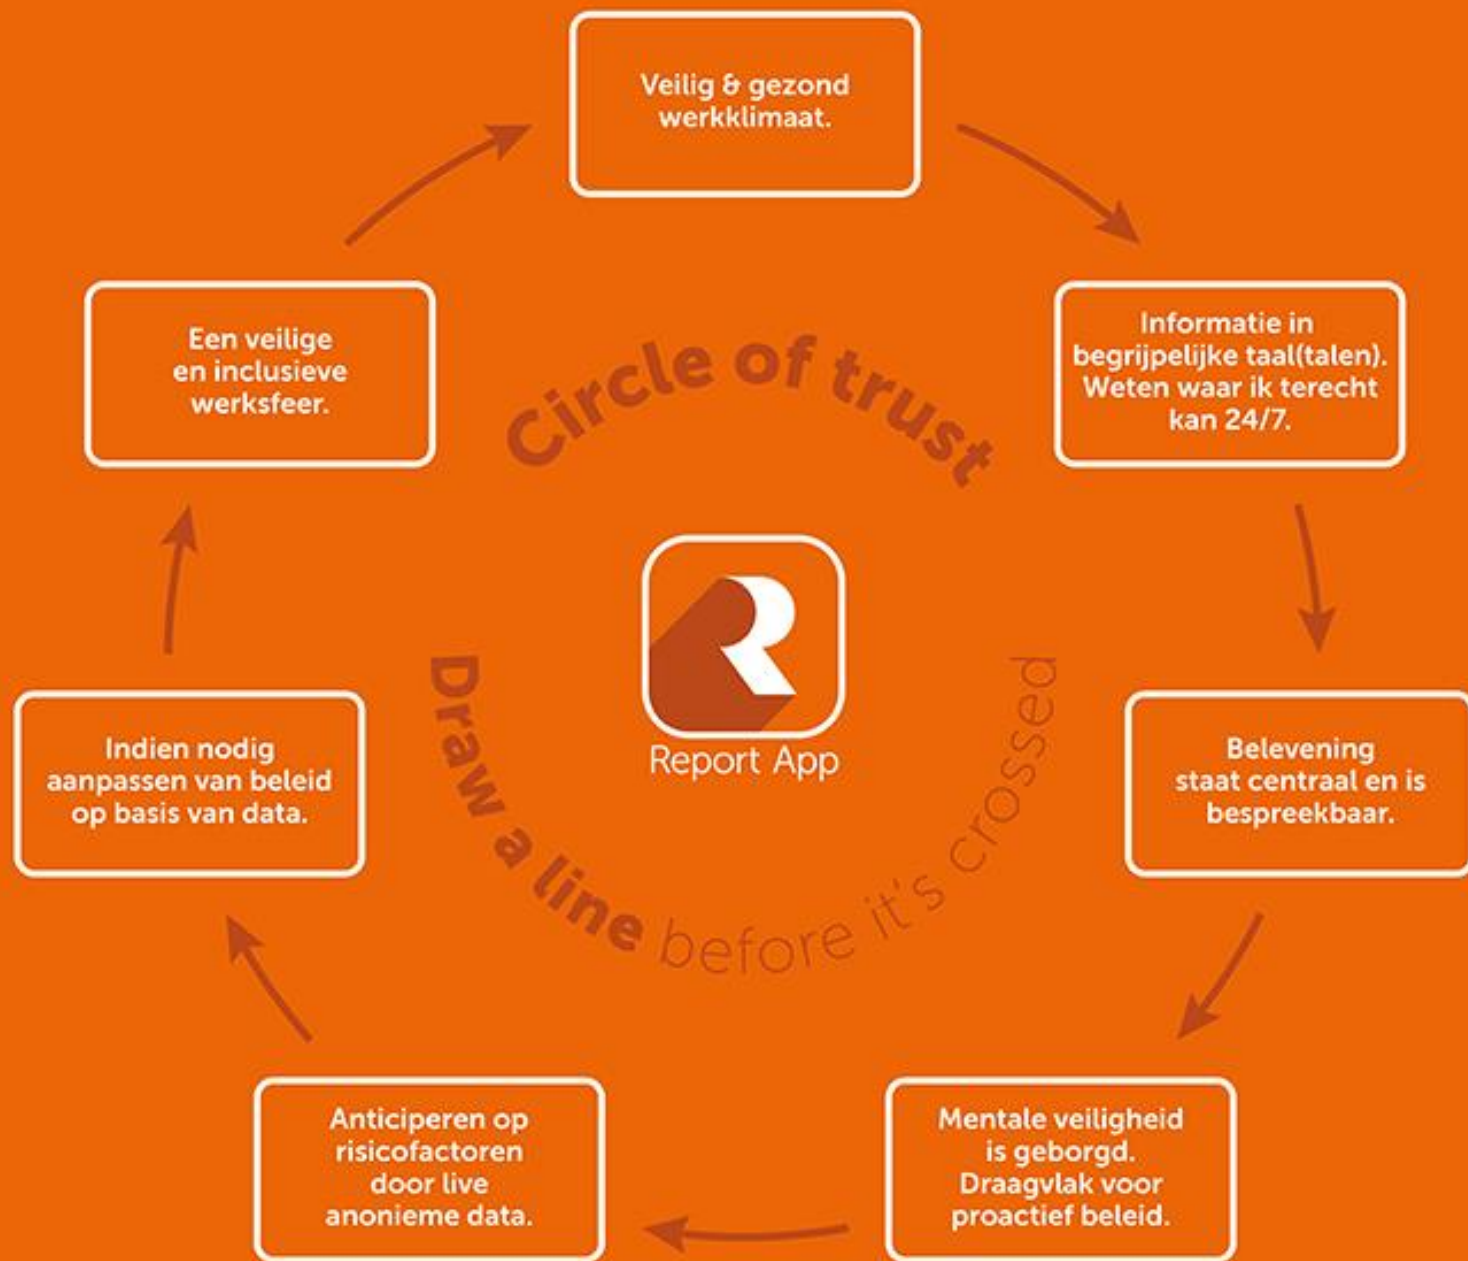 Veilig & gezond
werkklimaat.
Informatie in
begrijpelijke taal(talen).
Weten waar ik terecht
kan 24/7.
Belevening
staat centraal en is
bespreekbaar.
Mentale veiligheid
is geborgd.
Draagvlak voor
proactief beleid.
Anticiperen op
risicofactoren
door live
anonieme data.
Indien nodig
aanpassen van beleid
op basis van data.
Een veilige
en inclusieve
werksfeer.
Circle of trust
R
Report App
Draw a line before it's crossed